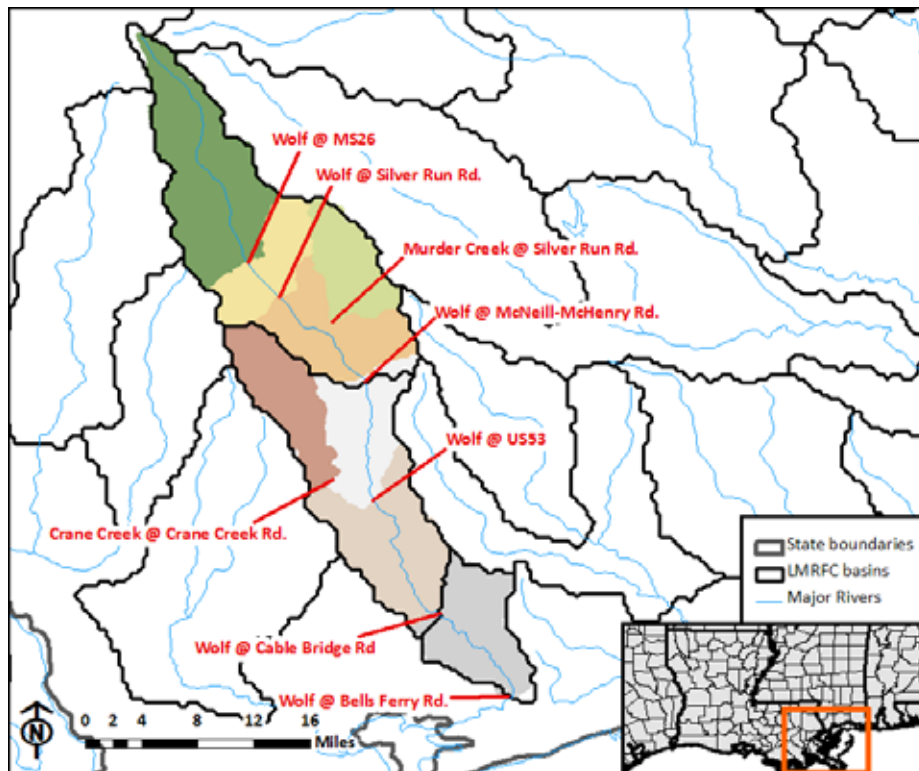 Wolf @ MS26
Wolf @ Silver Run Rd.
Murder Creek @ Silver Run Rd.
Wolf @ McNeill-McHenry Rd.
Wolf @ US53
Crane Creek @ Crane Creek Rd.
Wolf @ Cable Bridge Rd
Wolf @ Bells Ferry Rd.
State boundaries
LMRFC basins
Major Rivers
N
0 2 4 8 12 16
Miles